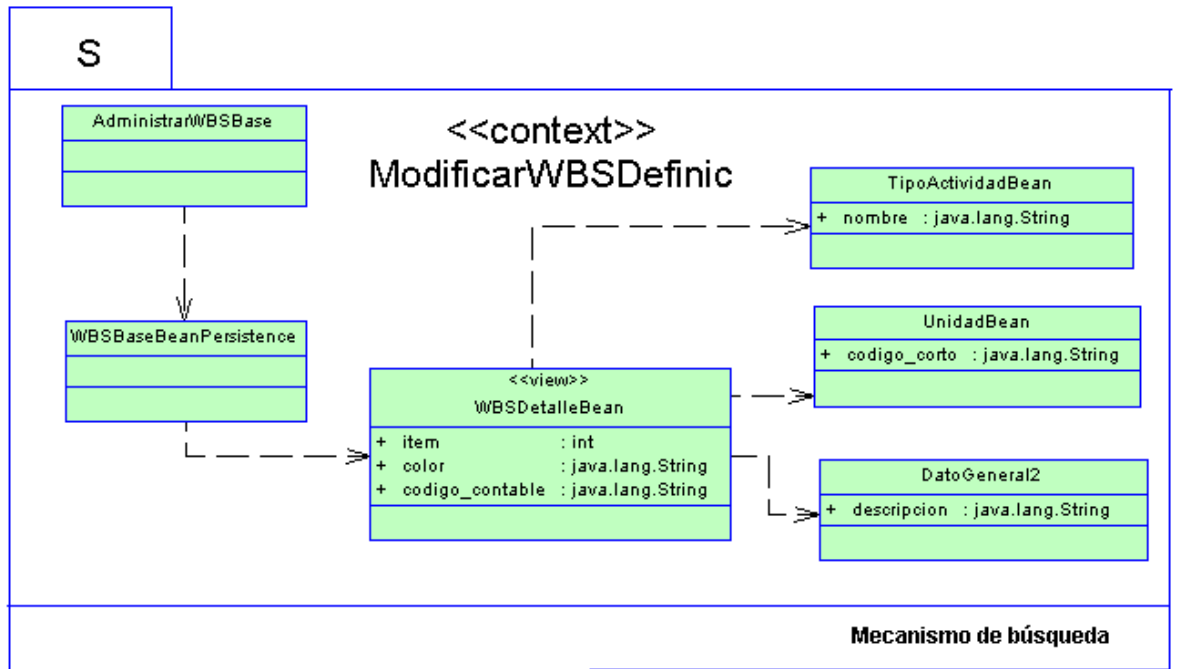 S
AdministrarWBSBase
<<context>>
ModificarWBSDefinic
TipoActividadBean
+ nombre : java.lang.String
WBSBaseBeanPersistence
UnidadBean
+ codigo_corto : java.lang.String
<<view>>
WBSDetalleBean
+ item : int
+ color : java.lang.String
+ codigo_contable : java.lang.String
DatoGeneral2
+ descripcion : java.lang.String
Mecanismo de búsqueda